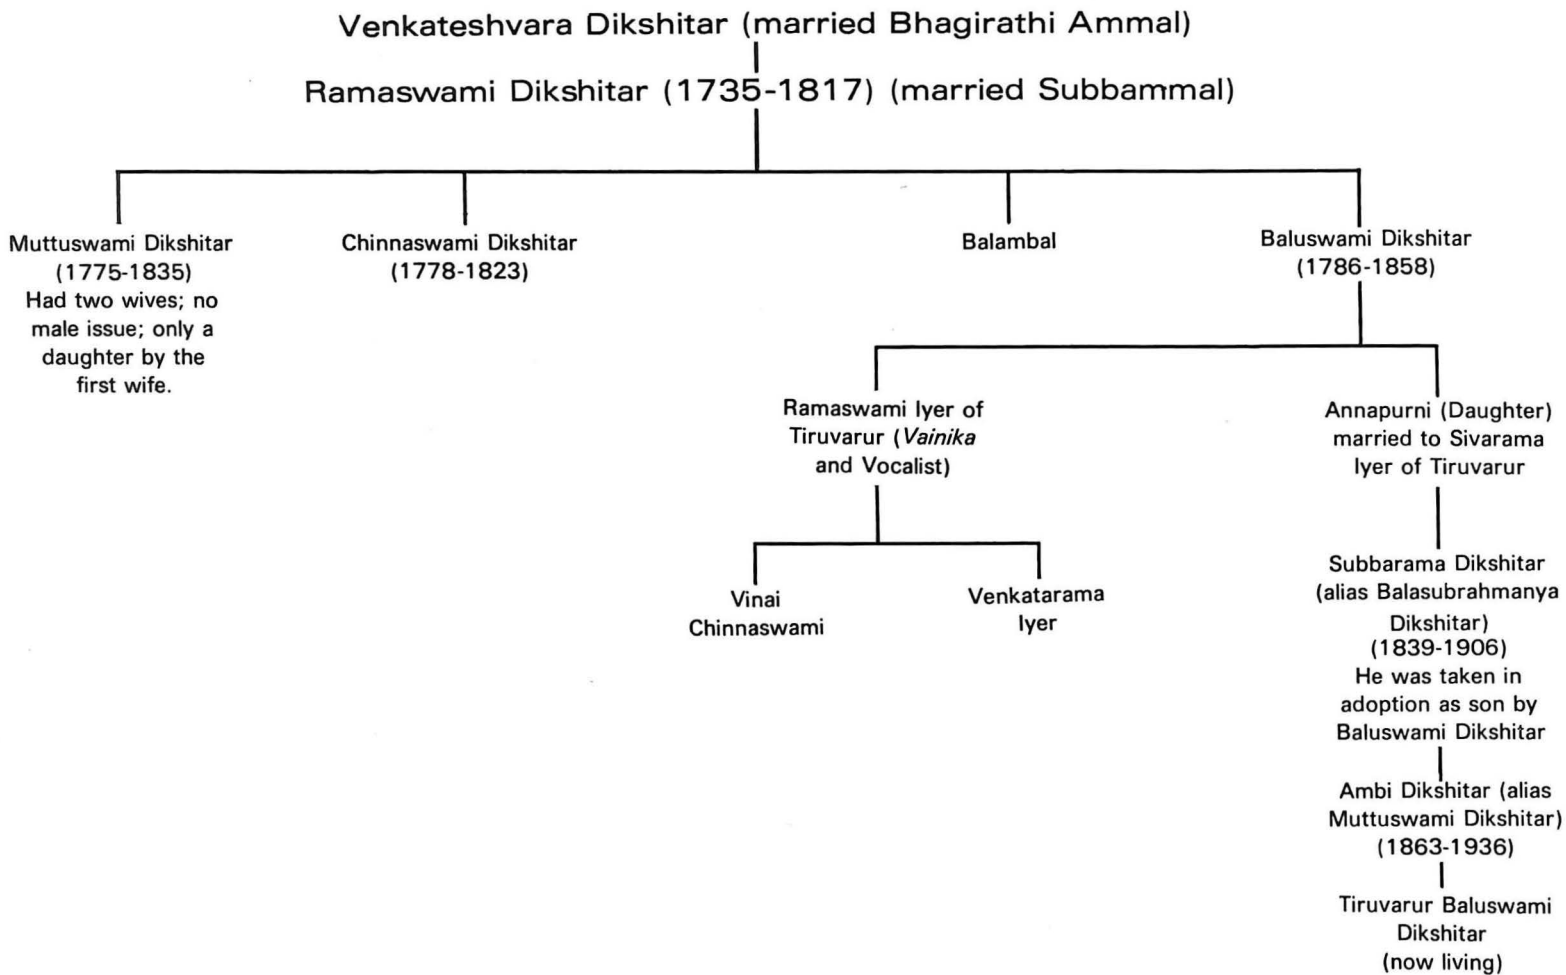 Venkateshvara Dikshitar (married Bhagirathi Ammal)
Ramaswami Dikshitar (1735-1817) (married Subbammal)
Muttuswami Dikshitar
(1775-1835)
Had two wives; no
male issue; only a
daughter by the
first wife.
Chinnaswami Dikshitar
(1778-1823)
Balambal
Baluswami Dikshitar
(1786-1858)
Ramaswami Iyer of
Tiruvarur (Vainika
and Vocalist)
Annapurni (Daughter)
married to Sivarama
Iyer of Tiruvarur
Vinai
Chinnaswami
Venkatarama
Iyer
Subbarama Dikshitar
(alias Balasubrahmanya
Dikshitar)
(1839-1906)
He was taken in
adoption as son by
Baluswami Dikshitar
Ambi Dikshitar (alias
Muttuswami Dikshitar)
(1863-1936)
Tiruvarur Baluswami
Dikshitar
(now living)